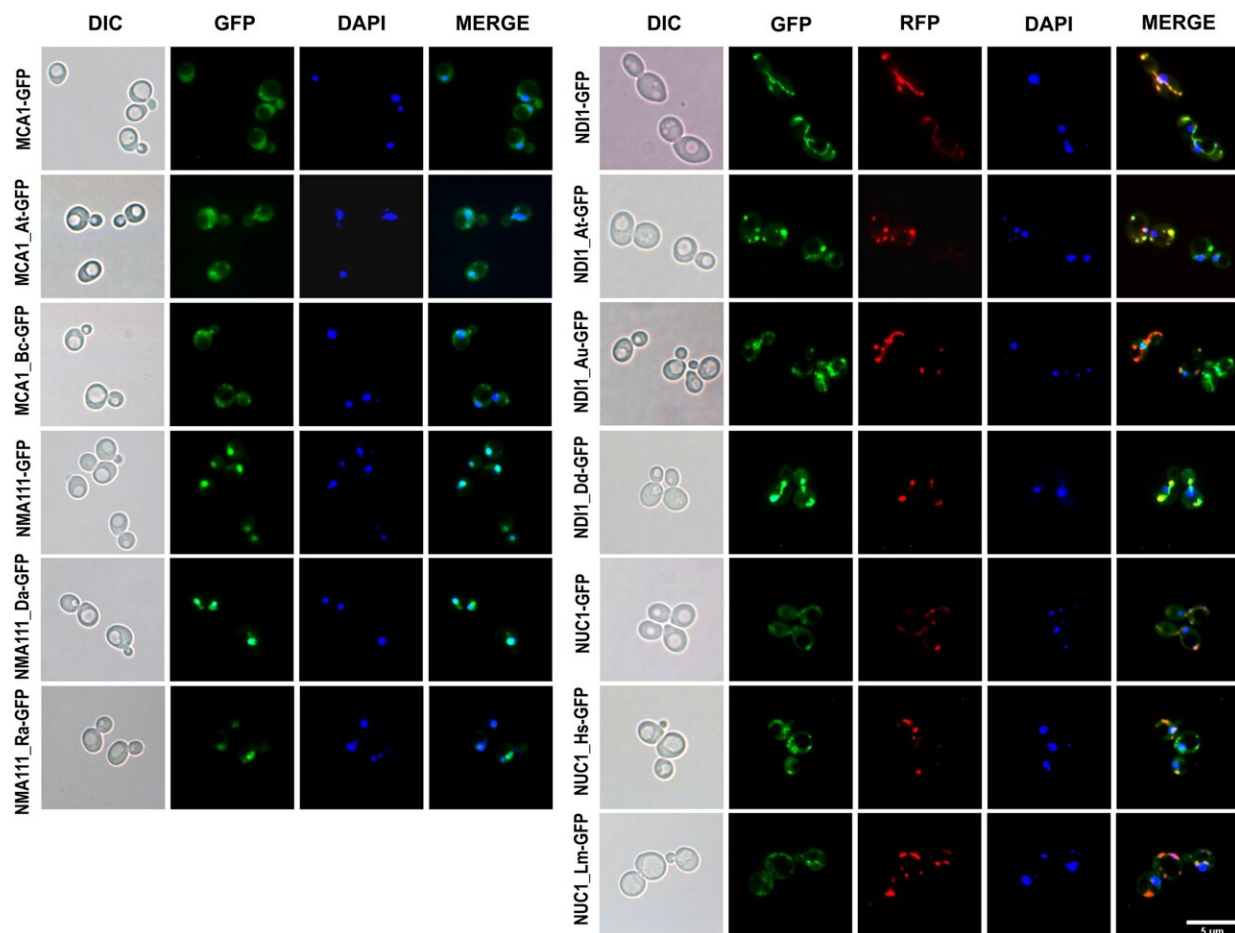 DIC GFP DAPI MERGE
MCA1-GFP
MCA1_At-GFP
MCA1_Bc-GFP
NMA111-GFP
NMA111_Da-GFP
NMA111_Ra-GFP
DIC GFP RFP DAPI MERGE
NDI1-GFP
NDI1_At-GFP
NDI1_Au-GFP
NDI1_Dd-GFP
NUC1-GFP
NUC1_Hs-GFP
NUC1_Lm-GFP
5 µm